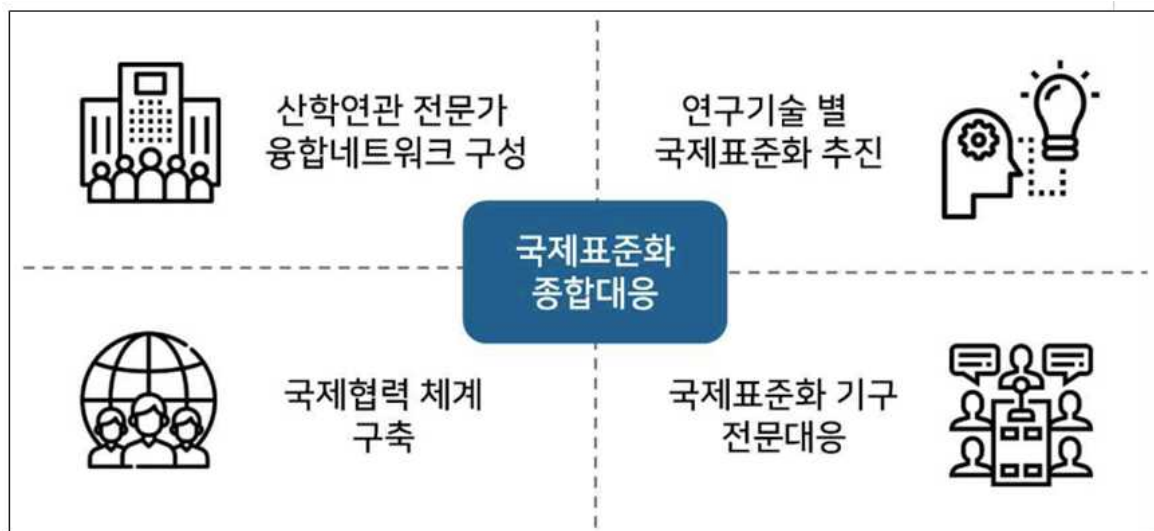 산학연관 전문가
융합네트워크 구성
연구기술 별
국제표준화 추진
국제표준화
종합대응
국제협력 체계
구축
국제표준화 기구
전문대응